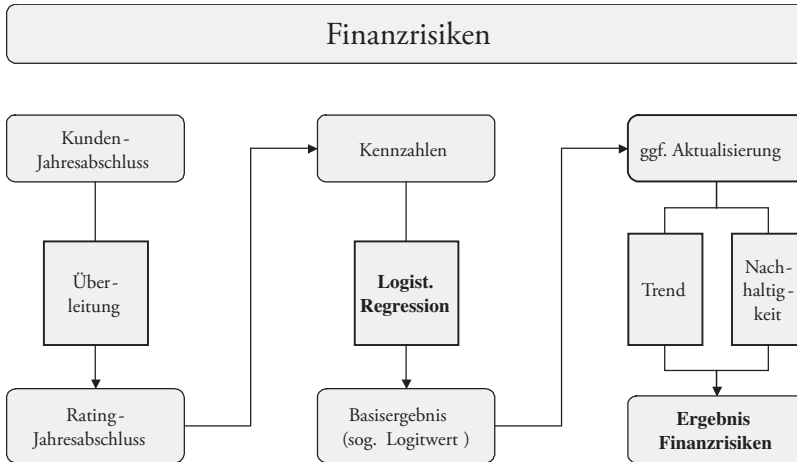 Finanzrisiken
Kunden-
Jahresabschluss
Über-
leitung
Rating-
Jahresabschluss
Kennzahlen
Logist.
Regression
Basisergebnis
(sog. Logitwert )
ggf. Aktualisierung
Trend
Nach-
haltig-
keit
Ergebnis
Finanzrisiken